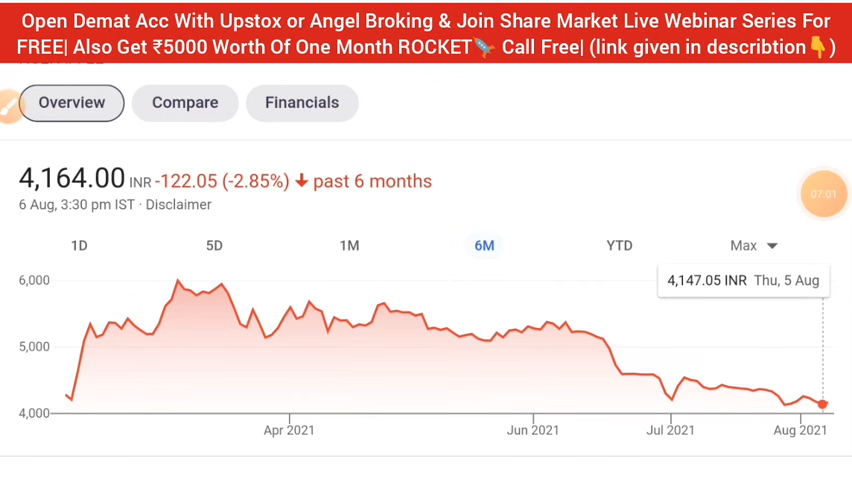 Open Demat Acc With Upstox or Angel Broking & Join Share Market Live Webinar Series For
FREE| Also Get ₹5000 Worth Of One Month ROCKET🚀 Call Free| (link given in describtion👇)
Overview Compare Financials
4,164.00 INR -122.05 (-2.85%) ↓ past 6 months
6 Aug, 3:30 pm IST · Disclaimer
07:01
1D 5D 1M 6M YTD Max
4,147.05 INR Thu, 5 Aug
6,000
5,000
4,000
Apr 2021 Jun 2021 Jul 2021 Aug 2021